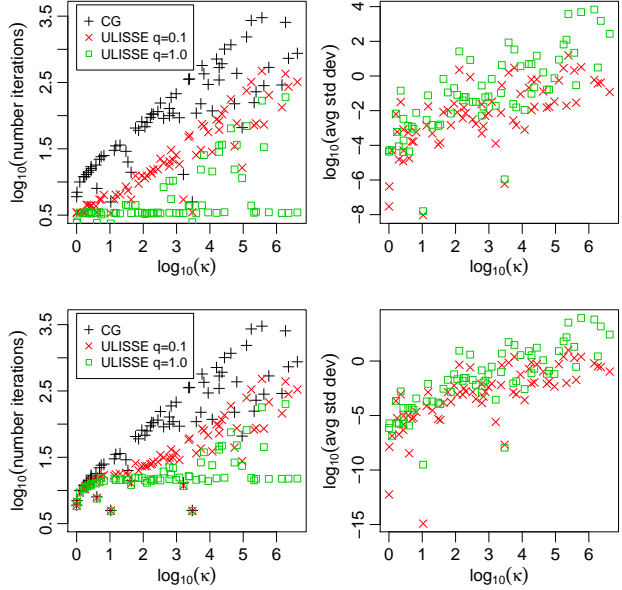 CG
ULISSE q=0.1
ULISSE q=1.0
log10(number iterations)
0.5 1.5 2.5 3.5
0 1 2 3 4 5 6
log10(κ)
log10(avg std dev)
−8 −6 −4 −2 0 2 4
0 1 2 3 4 5 6
log10(κ)
CG
ULISSE q=0.1
ULISSE q=1.0
log10(number iterations)
0.5 1.5 2.5 3.5
0 1 2 3 4 5 6
log10(κ)
log10(avg std dev)
−15 −10 −5 0
0 1 2 3 4 5 6
log10(κ)